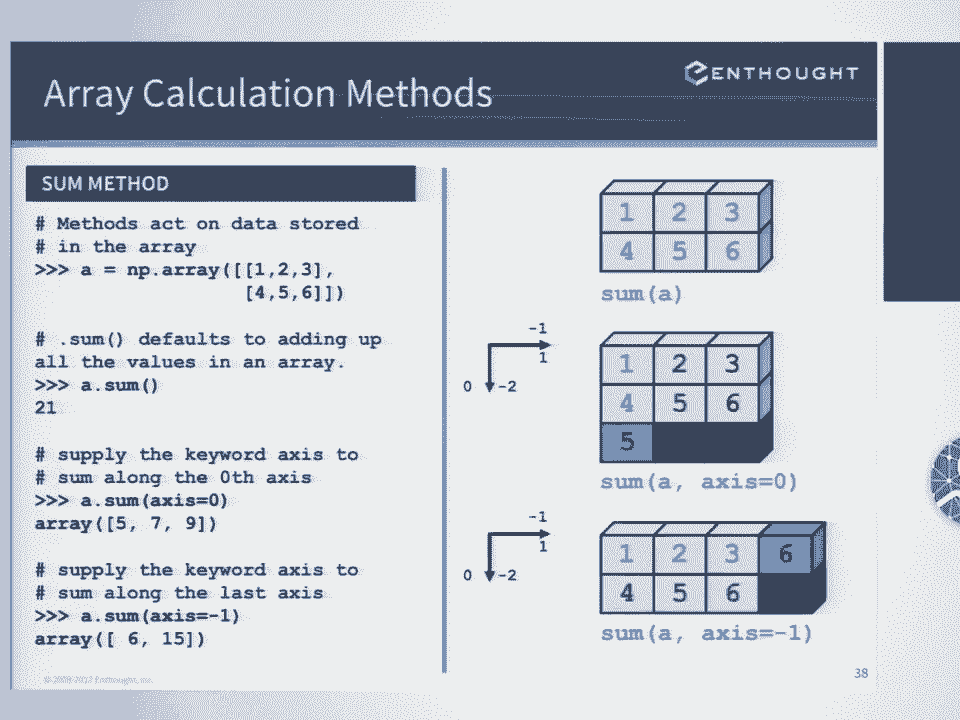 Array Calculation Methods
ENTHOUGHT
SUM METHOD
# Methods act on data stored
# in the array
>>> a = np.array([[1,2,3],
[4,5,6]])
# .sum() defaults to adding up
all the values in an array.
>>> a.sum()
21
# supply the keyword axis to
# sum along the 0th axis
>>> a.sum(axis=0)
array([5, 7, 9])
# supply the keyword axis to
# sum along the last axis
>>> a.sum(axis=-1)
array([ 6, 15])
1 2 3
4 5 6
sum(a)
-1
1
0 -2
1 2 3
4 5 6
5
sum(a, axis=0)
-1
1
0 -2
1 2 3 6
4 5 6
sum(a, axis=-1)
Enthought, Inc.
38